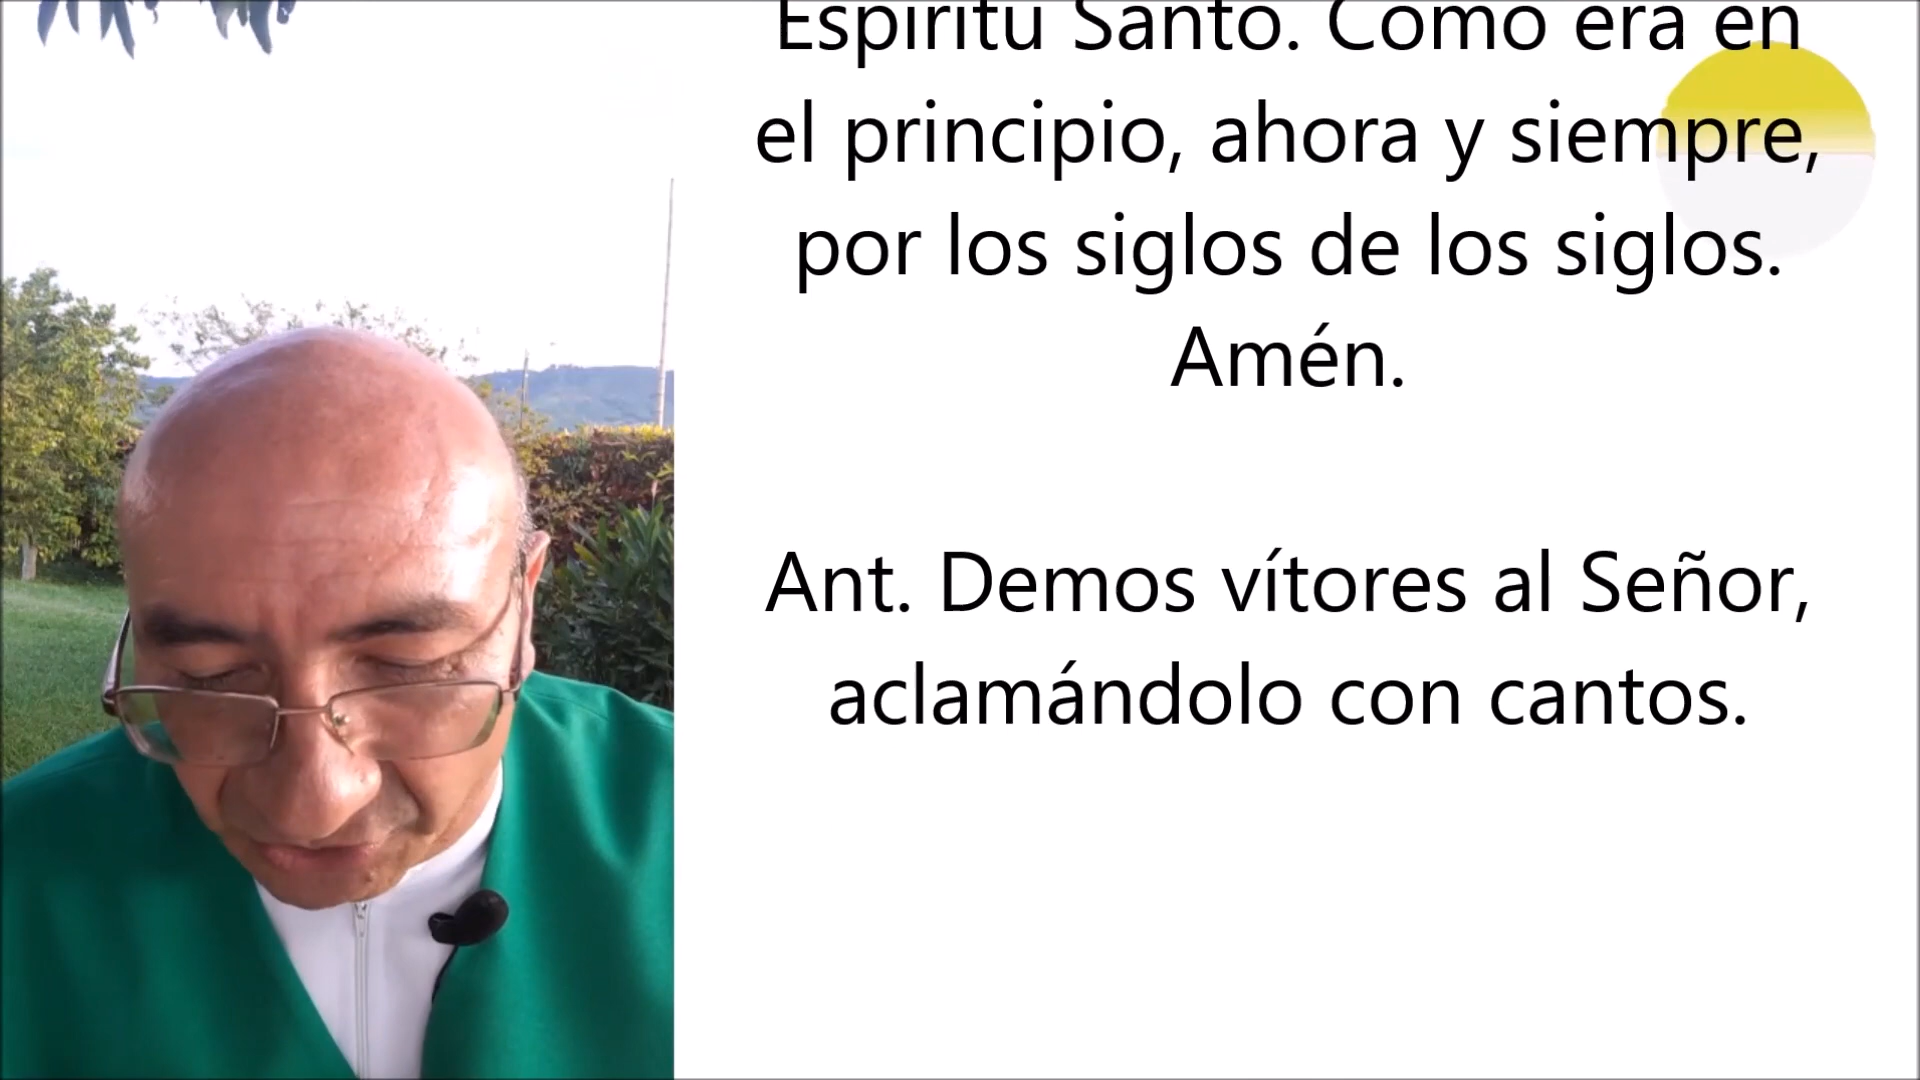 Espíritu Santo. Como era en
el principio, ahora y siempre,
por los siglos de los siglos.
Amén.
Ant. Demos vítores al Señor,
aclamándolo con cantos.